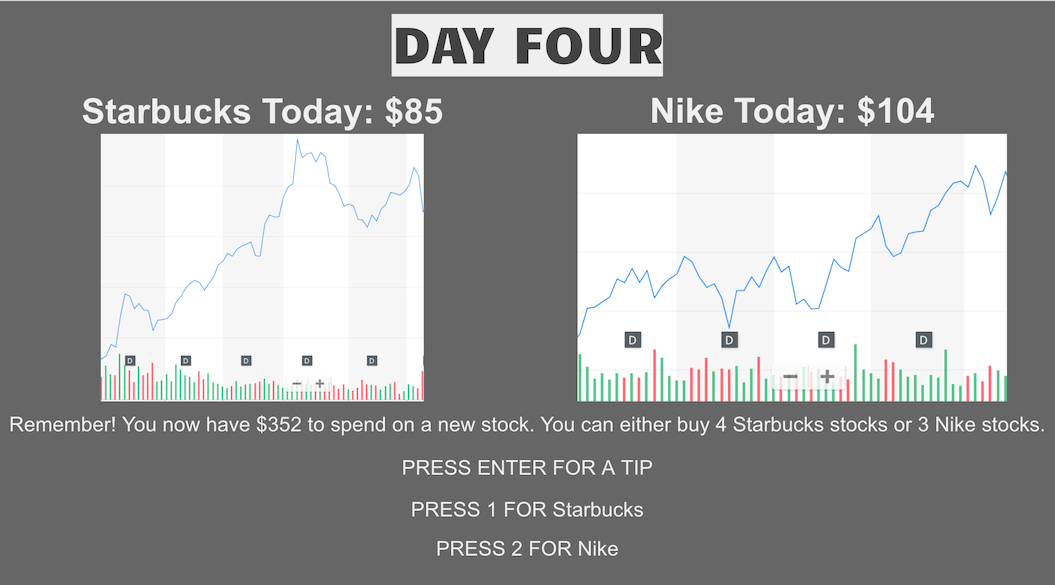 DAY FOUR
Starbucks Today: $85
Nike Today: $104
D D D D D
D D D D
− +
− +
Remember! You now have $352 to spend on a new stock. You can either buy 4 Starbucks stocks or 3 Nike stocks.
PRESS ENTER FOR A TIP
PRESS 1 FOR Starbucks
PRESS 2 FOR Nike